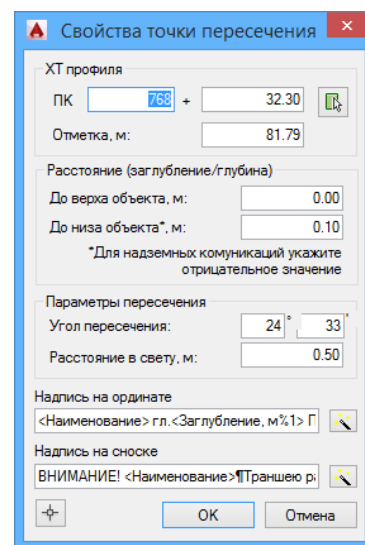 Свойства точки пересечения
ХТ профиля
ПК 768 + 32.30
Отметка, м: 81.79
Расстояние (заглубление/глубина)
До верха объекта, м: 0.00
До низа объекта*, м: 0.10
*Для надземных комуникаций укажите
отрицательное значение
Параметры пересечения
Угол пересечения: 24 ° 33 '
Расстояние в свету, м: 0.50
Надпись на ординате
<Наименование> гл.<Заглубление, м%1> П
Надпись на сноске
ВНИМАНИЕ! <Наименование>¶Траншею р
OK Отмена